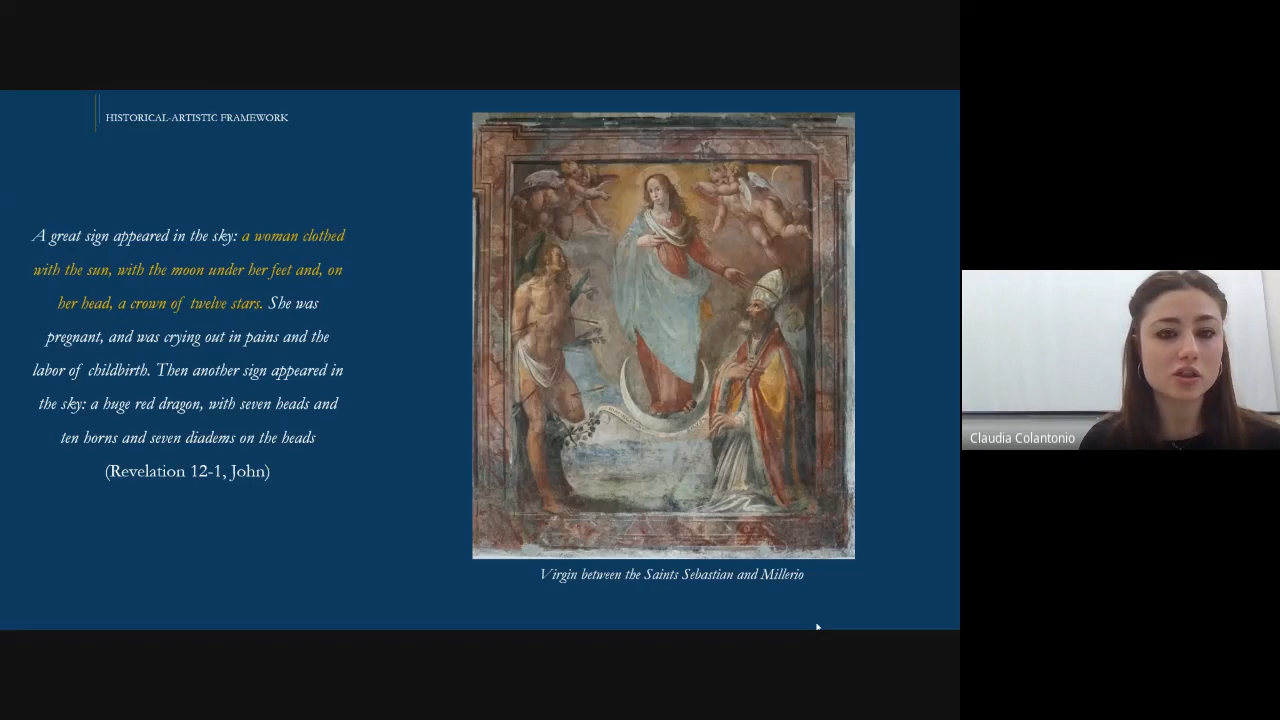 HISTORICAL-ARTISTIC FRAMEWORK
A great sign appeared in the sky: a woman clothed
with the sun, with the moon under her feet and, on
her head, a crown of twelve stars. She was
pregnant, and was crying out in pains and the
labor of childbirth. Then another sign appeared in
the sky: a huge red dragon, with seven heads and
ten horns and seven diadems on the heads
(Revelation 12-1, John)
Virgin between the Saints Sebastian and Millerio
Claudia Colantonio